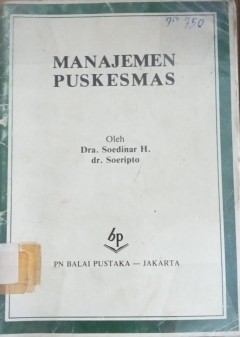 MANAJEMEN
PUSKESMAS
Oleh
Dra. Soedinar H.
dr. Soeripto
bp
PN BALAI PUSTAKA — JAKARTA